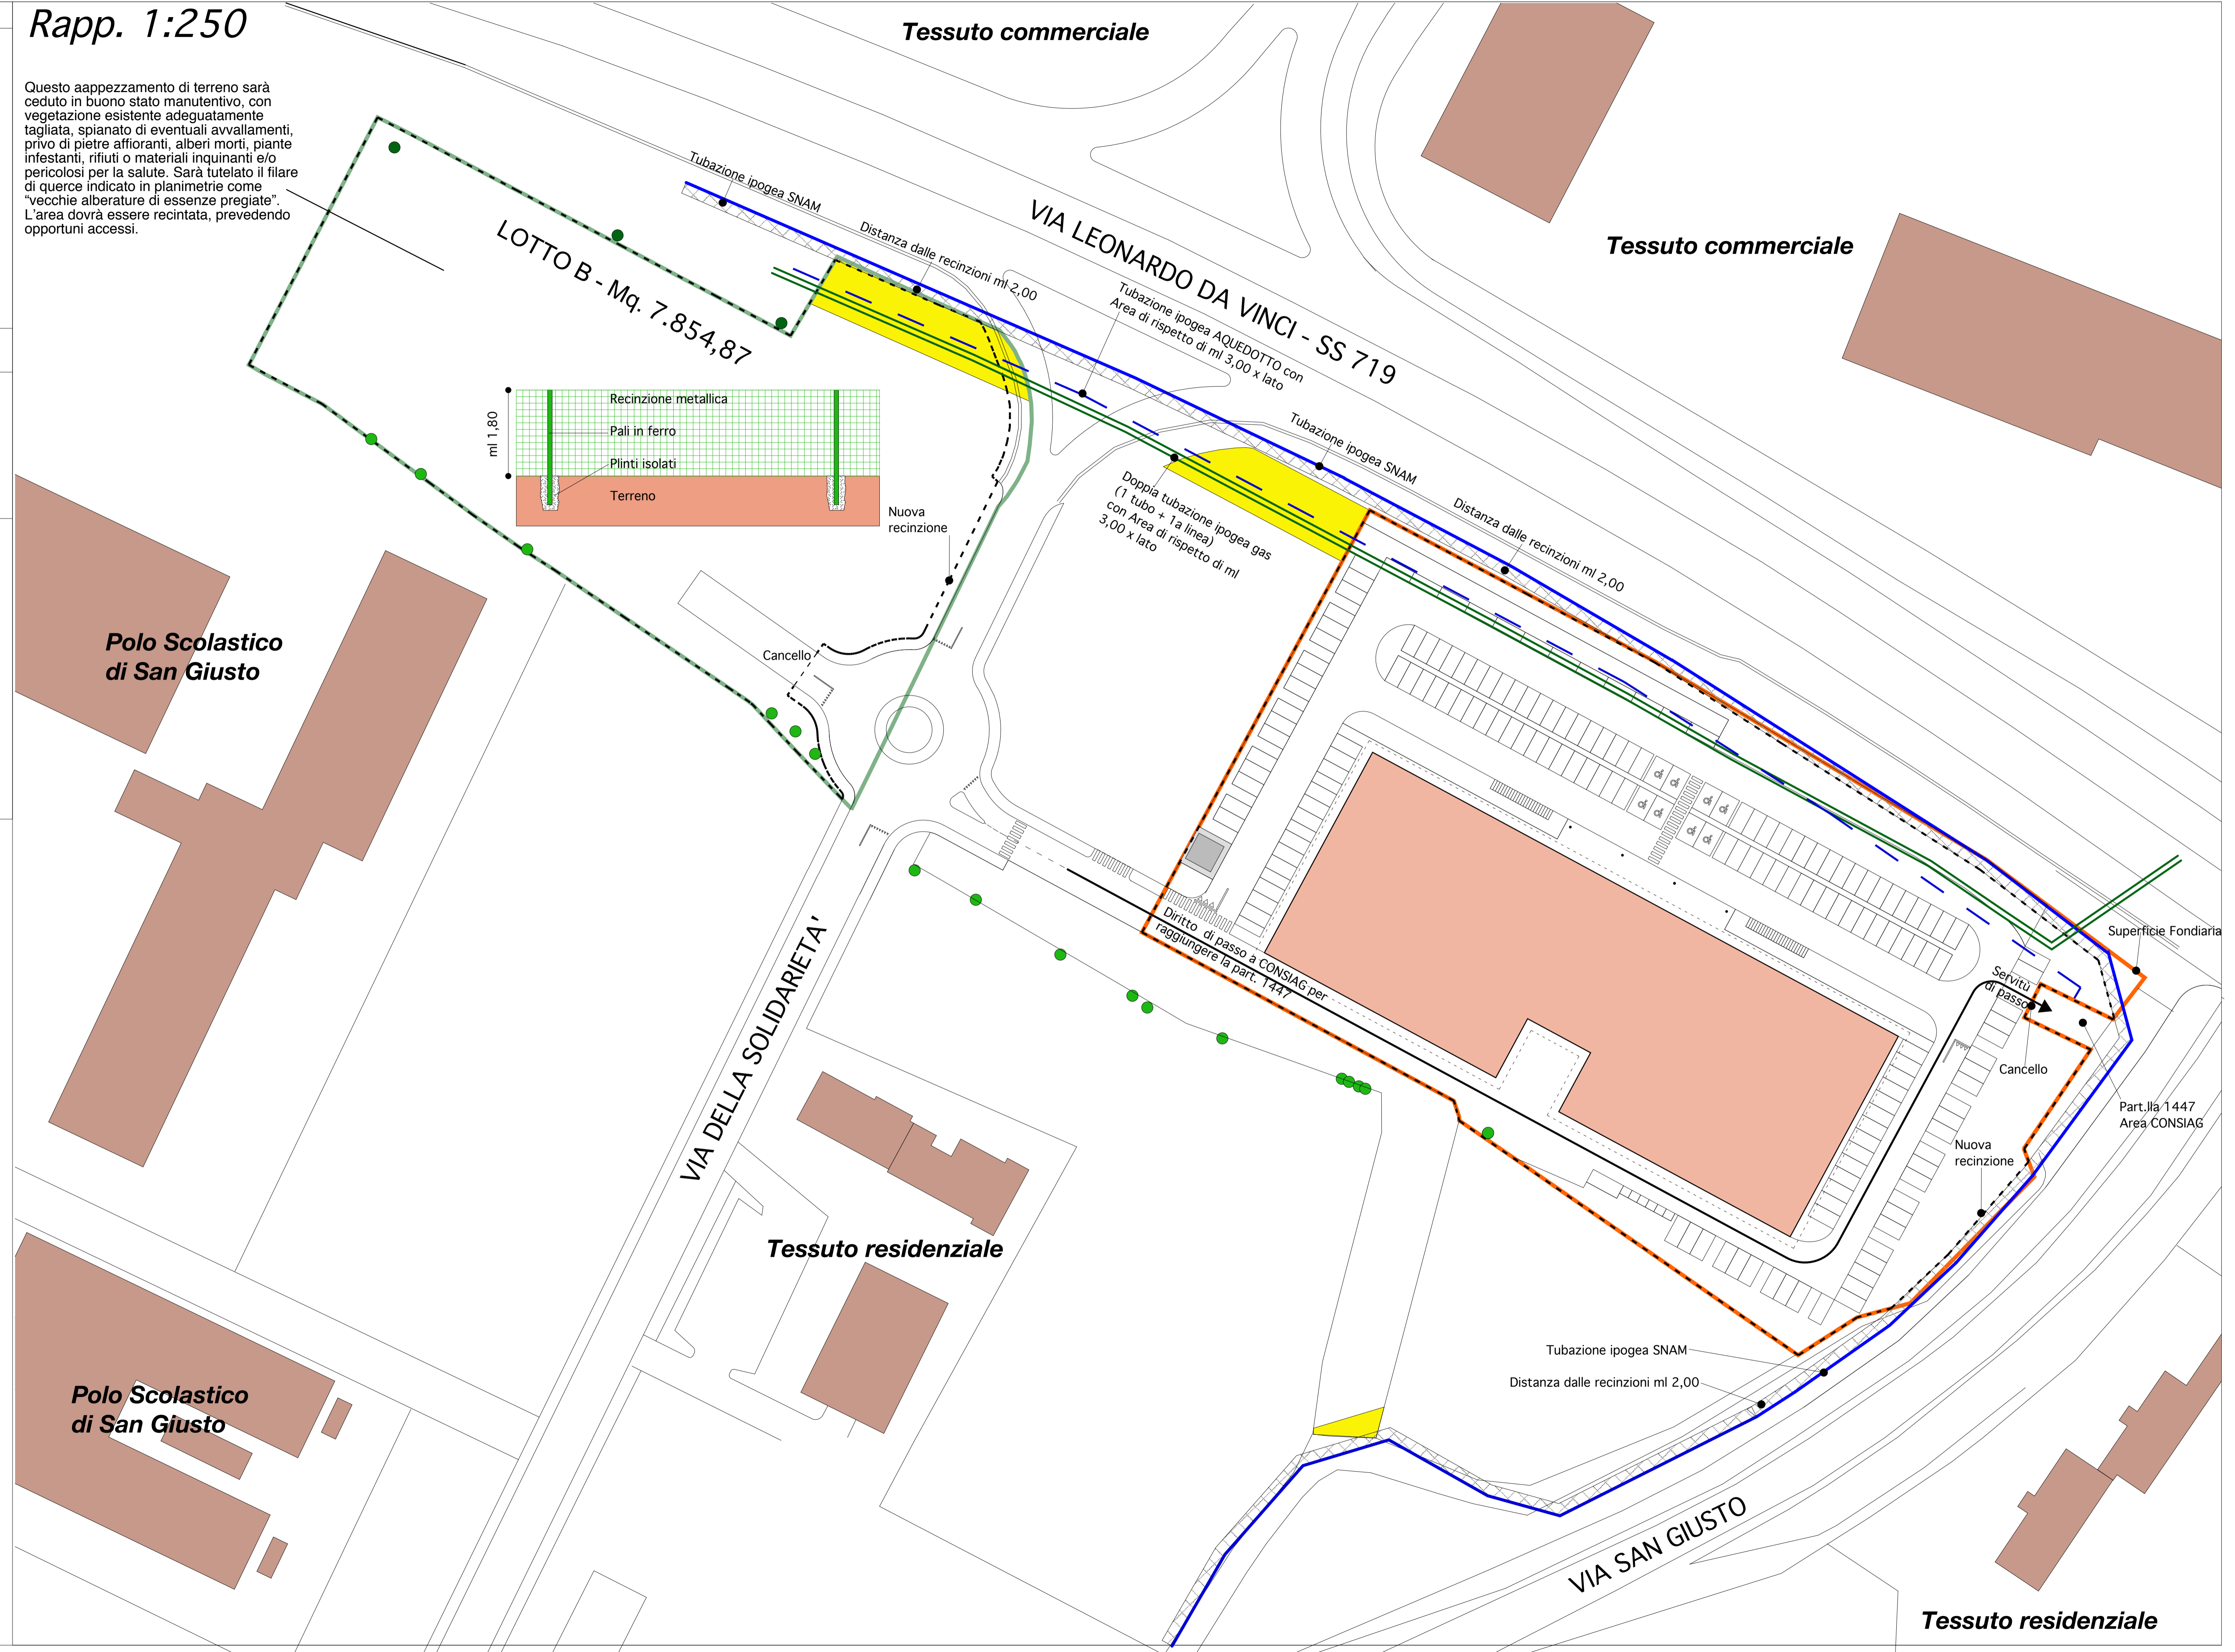 Rapp. 1:250
Questo aappezzamento di terreno sarà
ceduto in buono stato manutentivo, con
vegetazione esistente adeguatamente
tagliata, spianato di eventuali avvallamenti,
privo di pietre affioranti, alberi morti, piante
infestanti, rifiuti o materiali inquinanti e/o
pericolosi per la salute. Sarà tutelato il filare
di querce indicato in planimetrie come
“vecchie alberature di essenze pregiate”.
L’area dovrà essere recintata, prevedendo
opportuni accessi.
Tessuto commerciale
Tessuto commerciale
Tubazione ipogea SNAM
Distanza dalle recinzioni ml 2,00
VIA LEONARDO DA VINCI - SS 719
LOTTO B - Mq. 7.854,87
Tubazione ipogea AQUEDOTTO con
Area di rispetto di ml 3,00 x lato
Tubazione ipogea SNAM
Distanza dalle recinzioni ml 2,00
Doppia tubazione ipogea gas
(1 tubo + 1a linea)
con Area di rispetto di ml
3,00 x lato
ml 1,80
Recinzione metallica
Pali in ferro
Plinti isolati
Terreno
Nuova
recinzione
Polo Scolastico
di San Giusto
Cancello
Diritto di passo a CONSIAG per
raggiungere la part. 1447
Superficie Fondiaria
Servitù
di passo
Cancello
Part.lla 1447
Area CONSIAG
Nuova
recinzione
VIA DELLA SOLIDARIETA'
Tessuto residenziale
Tubazione ipogea SNAM
Distanza dalle recinzioni ml 2,00
Polo Scolastico
di San Giusto
VIA SAN GIUSTO
Tessuto residenziale